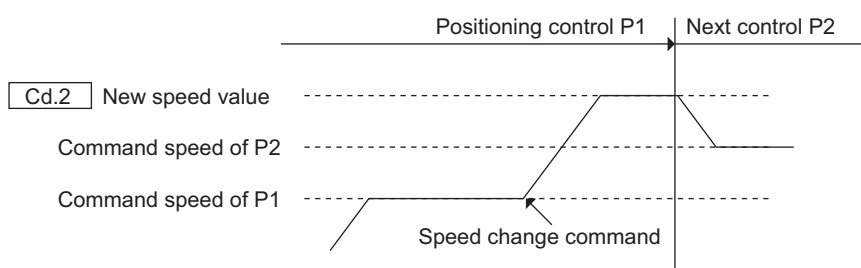 Positioning control P1 Next control P2
Cd.2 New speed value
Command speed of P2
Command speed of P1
Speed change command